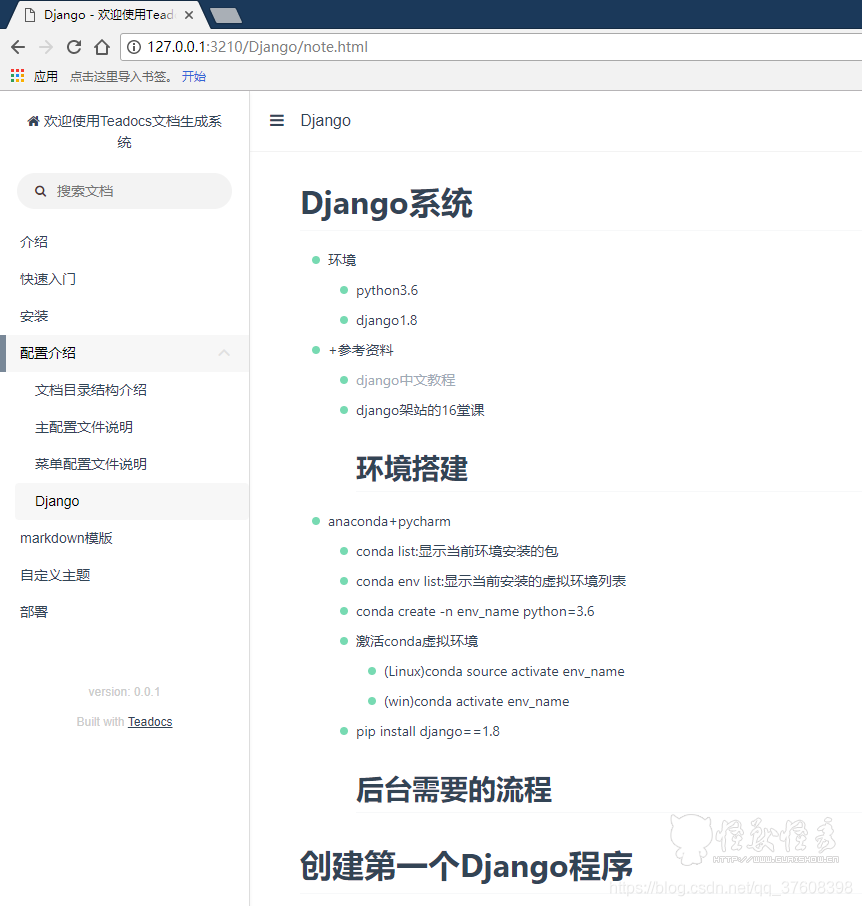 Django - 欢迎使用Tead
127.0.0.1:3210/Django/note.html
应用 点击这里导入书签。 开始
欢迎使用Teadocs文档生成系
统
搜索文档
介绍
快速入门
安装
配置介绍
文档目录结构介绍
主配置文件说明
菜单配置文件说明
Django
markdown模版
自定义主题
部署
version: 0.0.1
Built with Teadocs
Django
Django系统
环境
python3.6
django1.8
+参考资料
django中文教程
django架站的16堂课
环境搭建
anaconda+pycharm
conda list:显示当前环境安装的包
conda env list:显示当前安装的虚拟环境列表
conda create -n env_name python=3.6
激活conda虚拟环境
(Linux)conda source activate env_name
(win)conda activate env_name
pip install django==1.8
后台需要的流程
创建第一个Django程序
怪兽怪兽
HTTP://WWW.GUAISHOU.CN
https://blog.csdn.net/qq_37608398